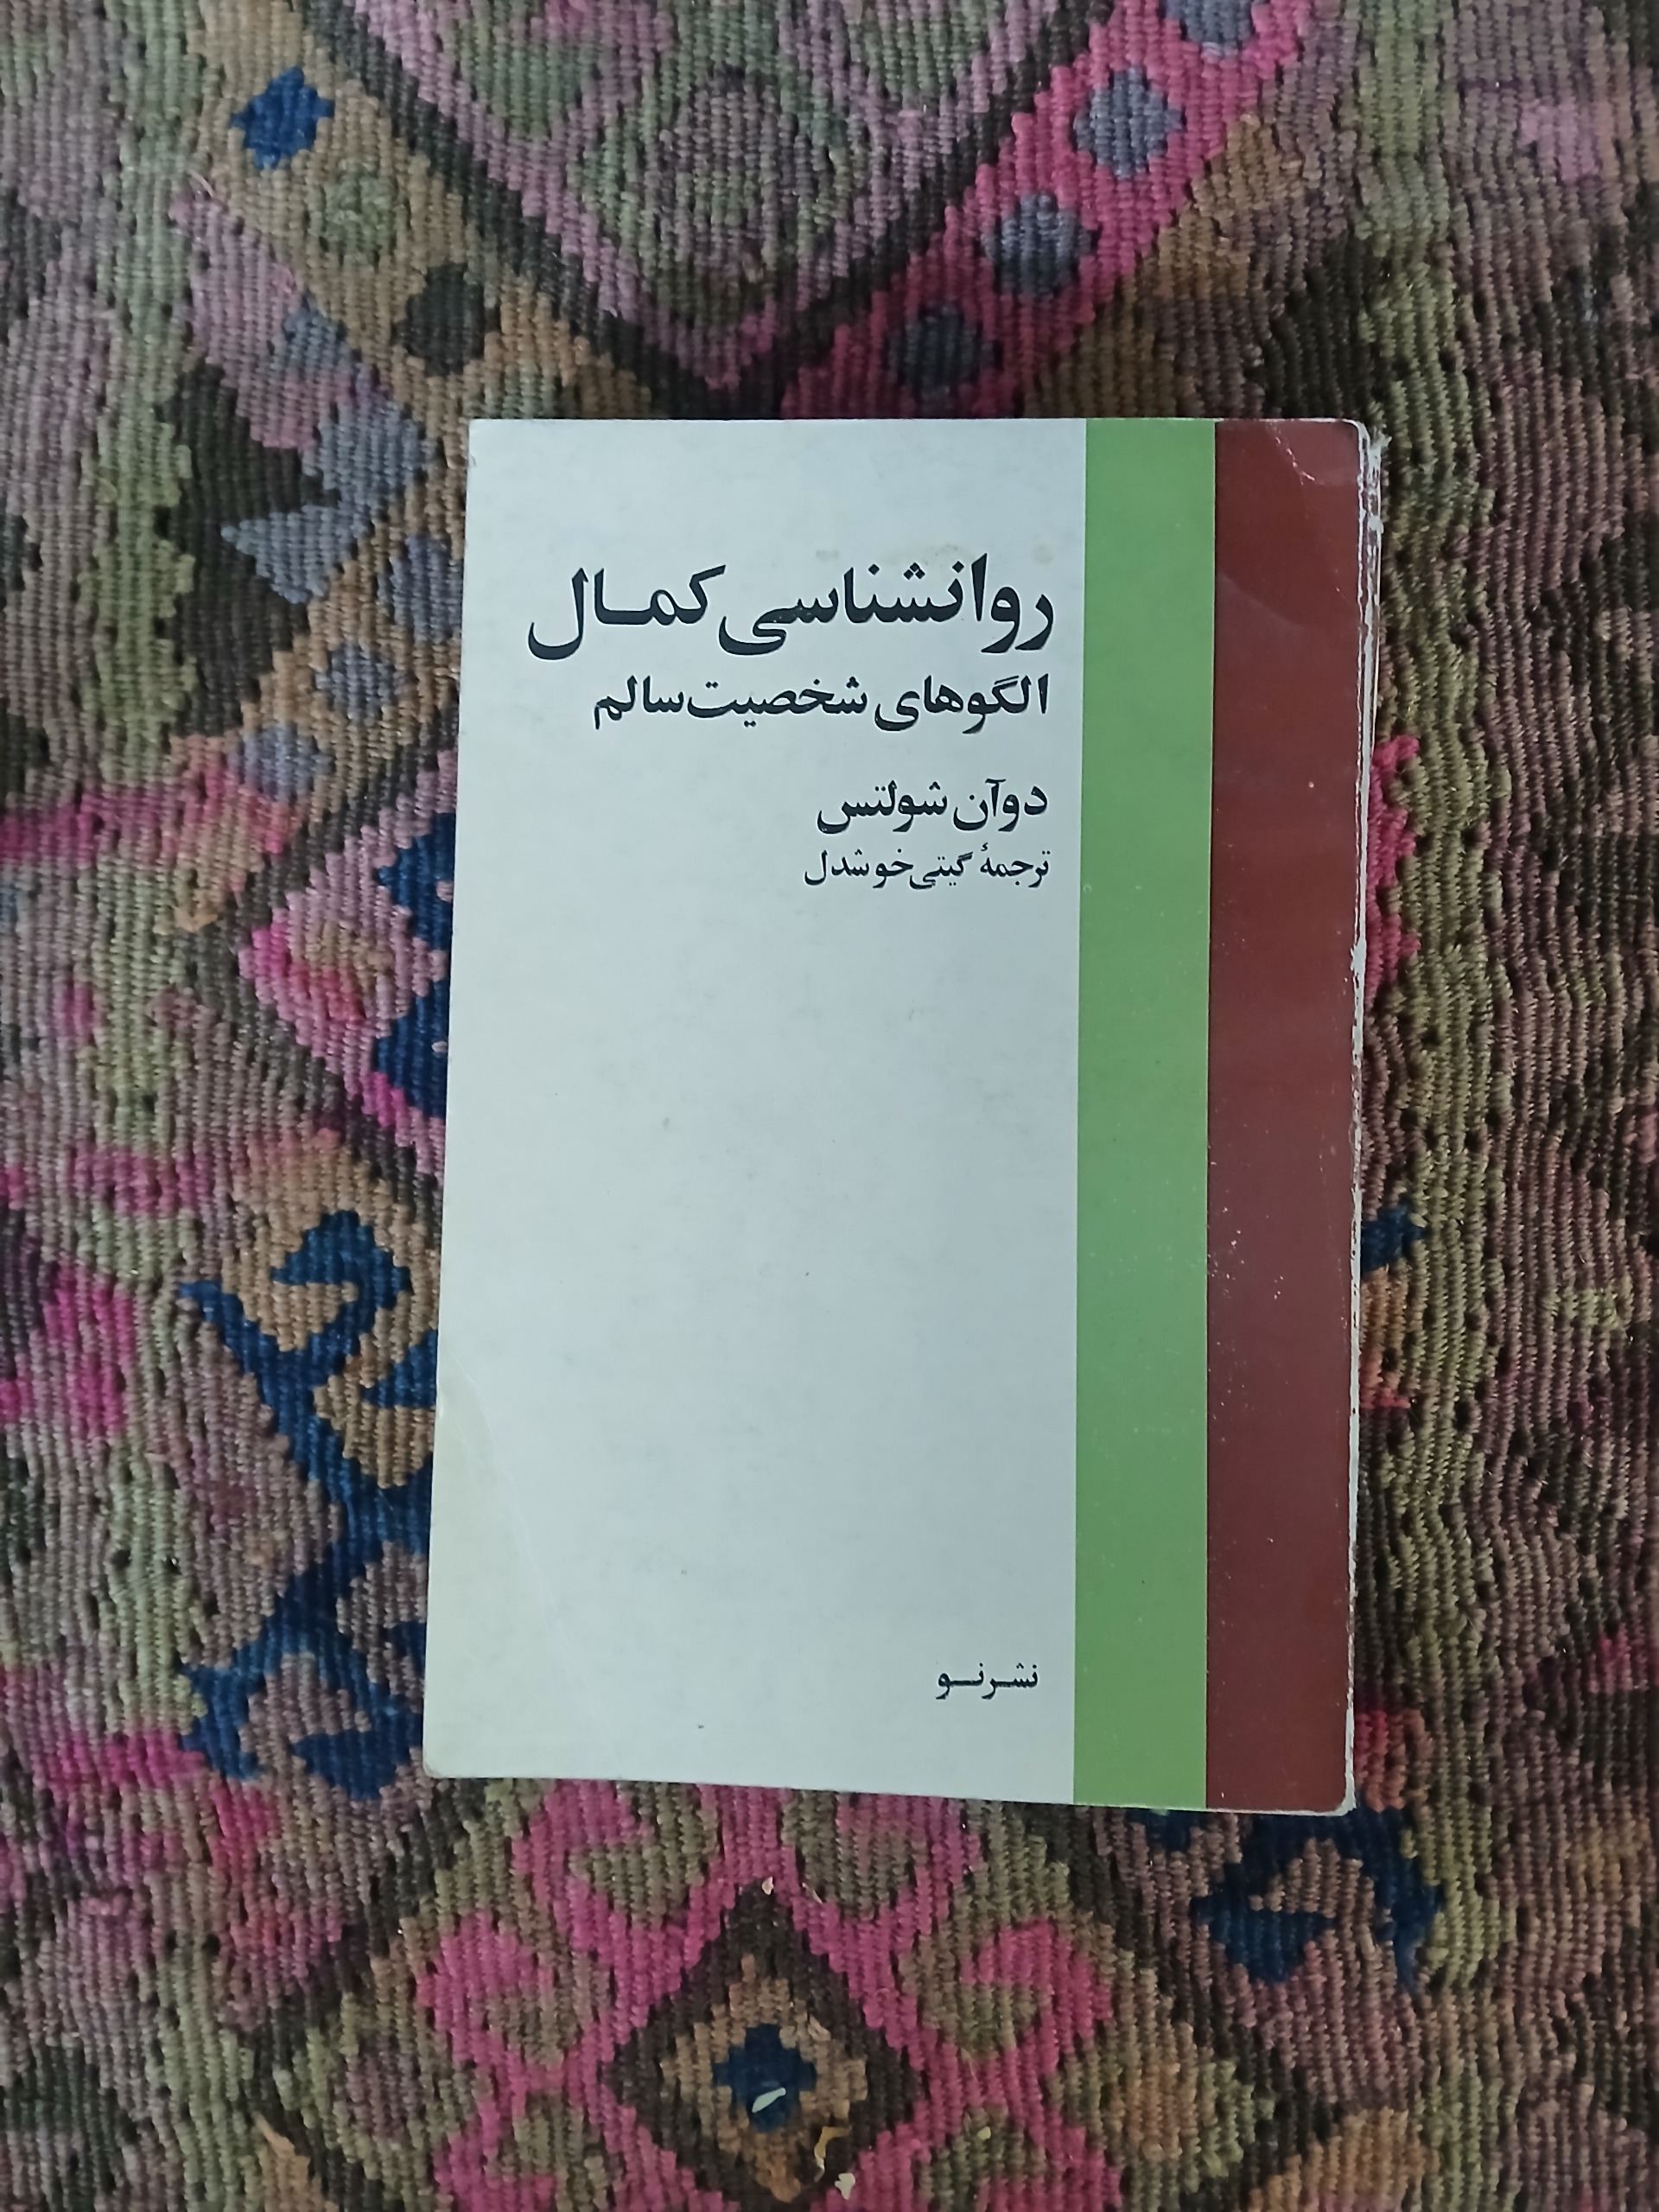 روانشناسی کمال
الگوهای شخصیت سالم
دوآن شولتس
ترجمهٔ گیتی خوشدل
نشر نو